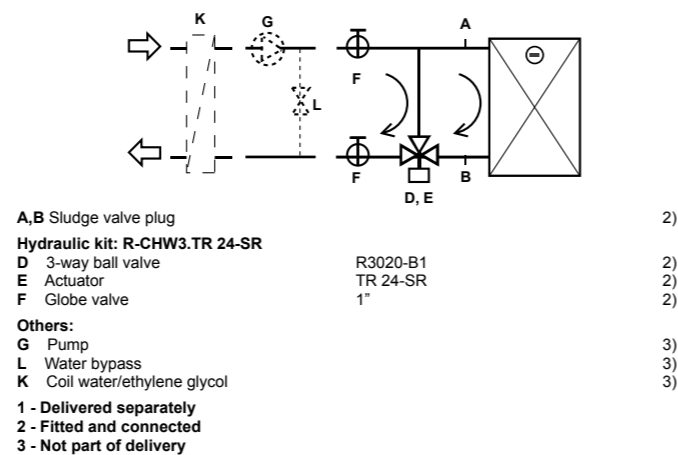 K
G
A
F
L
F
B
D, E
A,B Sludge valve plug 2)
Hydraulic kit: R-CHW3.TR 24-SR
D 3-way ball valve R3020-B1 2)
E Actuator TR 24-SR 2)
F Globe valve 1” 2)
Others:
G Pump 3)
L Water bypass 3)
K Coil water/ethylene glycol 3)
1 - Delivered separately
2 - Fitted and connected
3 - Not part of delivery